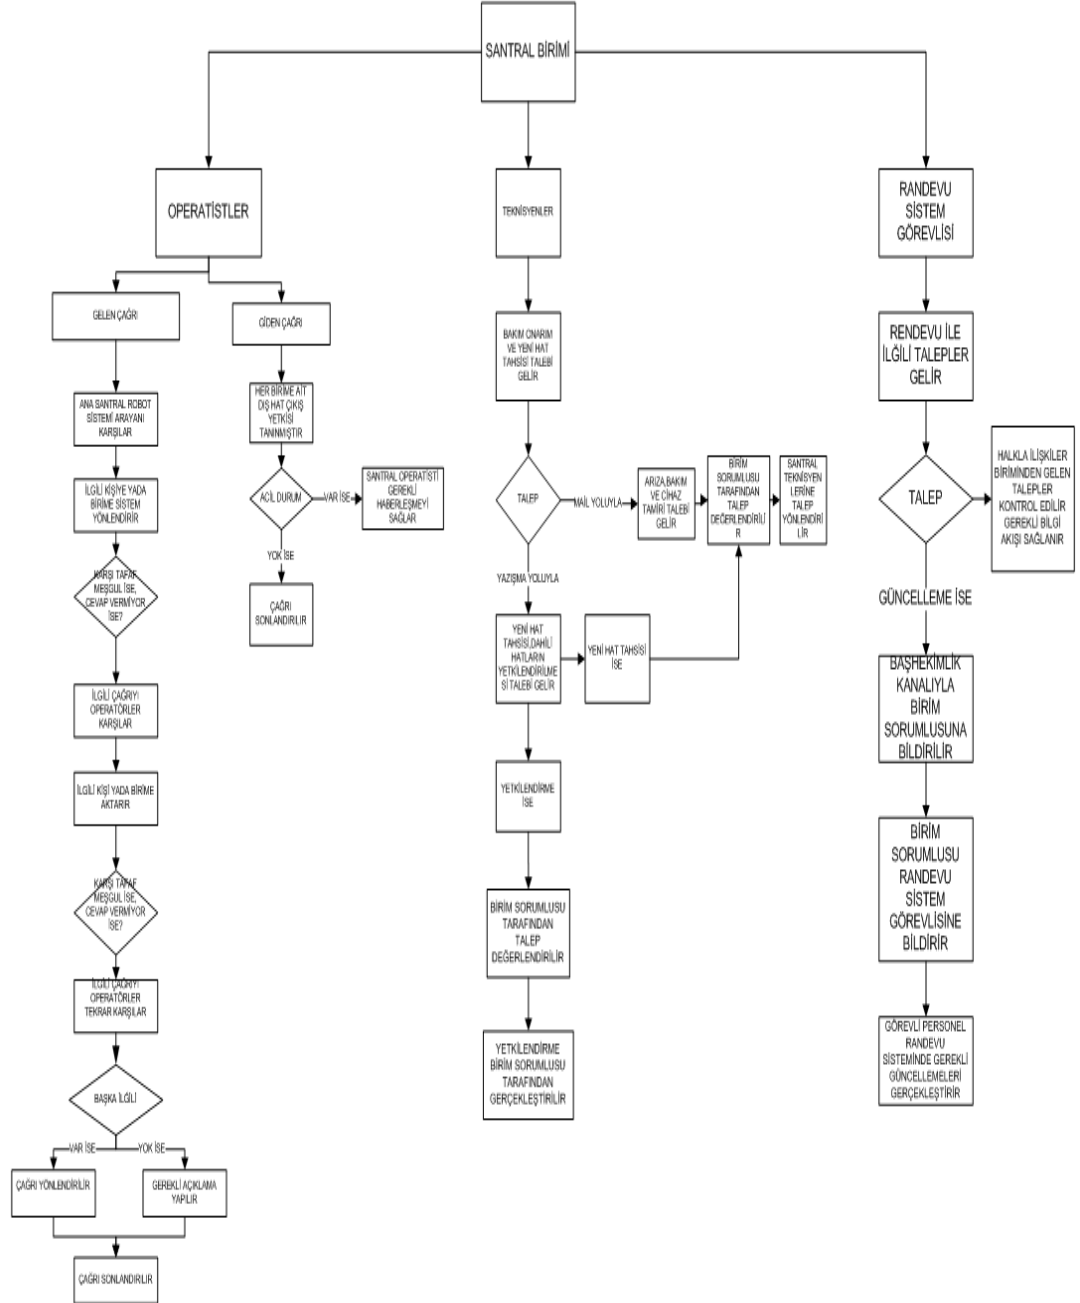 SANTRAL BİRİMİ
OPERATİSTLER
GELEN ÇAĞRI
ANA SANTRAL ROBOT
SİSTEMİ ARAYANI
KARŞILAR
İLGİLİ KİŞİYE YADA
BİRİME SİSTEM
YÖNLENDİRİR
KARŞI TAFAF
MEŞGUL İSE,
CEVAP VERMİYOR
İSE?
İLGİLİ ÇAĞRIYI
OPERATÖRLER
KARŞILAR
İLGİLİ KİŞİ YADA BİRİME
AKTARIR
KARŞI TAFAF
MEŞGUL İSE,
CEVAP VERMİYOR
İSE?
İLGİLİ ÇAĞRIYI
OPERATÖRLER
TEKRAR KARŞILAR
BAŞKA İLGİLİ
VAR İSE
YOK İSE
ÇAĞRI YÖNLENDİRİLİR
GEREKLİ AÇIKLAMA
YAPILIR
ÇAĞRI SONLANDIRILIR
GİDEN ÇAĞRI
HER BİRİME AİT
DIŞ HAT ÇIKIŞ
YETKİSİ
TANINMIŞTIR
ACİL DURUM
VAR İSE
SANTRAL OPERATİSTİ
GEREKLİ
HABERLEŞMEYİ
SAĞLAR
YOK İSE
ÇAĞRI
SONLANDIRILIR
TEKNİSYENLER
BAKIM ONARIM
VE YENİ HAT
TAHSİSİ TALEBİ
GELİR
TALEP
MAİL YOLUYLA
ARIZA,BAKIM
VE CİHAZ
TAMİRİ TALEBİ
GELİR
BİRİM
SORUMLUSU
TARAFINDAN
TALEP
DEĞERLENDİRİLİ
R
SANTRAL
TEKNİSYEN
LERİNE
TALEP
YÖNLENDİRİ
LİR
YAZIŞMA YOLUYLA
YENİ HAT
TAHSİSİ,DAHİLİ
HATLARIN
YETKİLENDİRİLME
Sİ TALEBİ GELİR
YENİ HAT TAHSİSİ
İSE
YETKİLENDİRME
İSE
BİRİM SORUMLUSU
TARAFINDAN
TALEP
DEĞERLENDİRİLİR
YETKİLENDİRME
BİRİM SORUMLUSU
TARAFINDAN
GERÇEKLEŞTİRİLİR
RANDEVU
SİSTEM
GÖREVLİSİ
RENDEVU İLE
İLĞİLİ TALEPLER
GELİR
TALEP
HALKLA İLİŞKİLER
BİRİMİNDEN GELEN
TALEPLER
KONTROL EDİLİR
GEREKLİ BİLGİ
AKIŞI SAĞLANIR
GÜNCELLEME İSE
BAŞHEKİMLİK
KANALIYLA
BİRİM
SORUMLUSUNA
BİLDİRİLİR
BİRİM
SORUMLUSU
RANDEVU
SİSTEM
GÖREVLİSİNE
BİLDİRİR
GÖREVLİ PERSONEL
RANDEVU
SİSTEMİNDE GEREKLİ
GÜNCELLEMELERİ
GERÇEKLEŞTİRİR